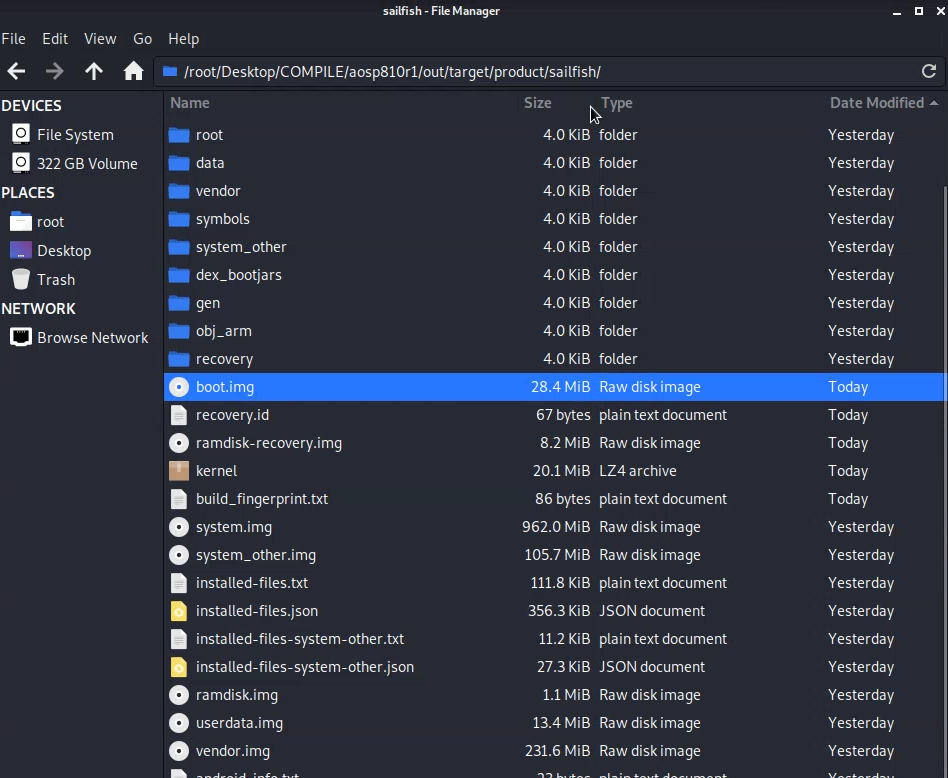 sailfish - File Manager
File Edit View Go Help
/root/Desktop/COMPILE/aosp810r1/out/target/product/sailfish/
DEVICES
File System
322 GB Volume
PLACES
root
Desktop
Trash
NETWORK
Browse Network
Name Size Type Date Modified
root 4.0 KiB folder Yesterday
data 4.0 KiB folder Yesterday
vendor 4.0 KiB folder Yesterday
symbols 4.0 KiB folder Yesterday
system_other 4.0 KiB folder Yesterday
dex_bootjars 4.0 KiB folder Yesterday
gen 4.0 KiB folder Yesterday
obj_arm 4.0 KiB folder Yesterday
recovery 4.0 KiB folder Yesterday
boot.img 28.4 MiB Raw disk image Today
recovery.id 67 bytes plain text document Today
ramdisk-recovery.img 8.2 MiB Raw disk image Today
kernel 20.1 MiB LZ4 archive Today
build_fingerprint.txt 86 bytes plain text document Today
system.img 962.0 MiB Raw disk image Yesterday
system_other.img 105.7 MiB Raw disk image Yesterday
installed-files.txt 111.8 KiB plain text document Yesterday
installed-files.json 356.3 KiB JSON document Yesterday
installed-files-system-other.txt 11.2 KiB plain text document Yesterday
installed-files-system-other.json 27.3 KiB JSON document Yesterday
ramdisk.img 1.1 MiB Raw disk image Yesterday
userdata.img 13.4 MiB Raw disk image Yesterday
vendor.img 231.6 MiB Raw disk image Yesterday
android-info.txt 23 bytes plain text document Yesterday